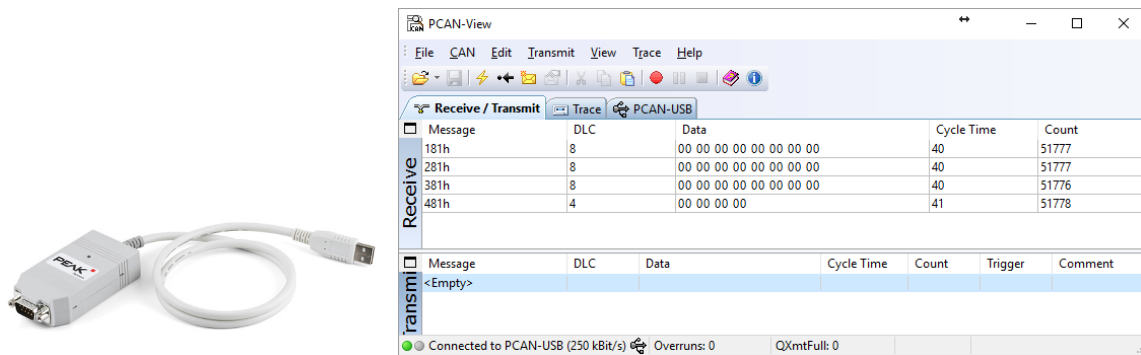 PEAK
PCAN-View
File CAN Edit Transmit View Trace Help
Receive / Transmit Trace PCAN-USB
Message DLC Data Cycle Time Count
181h 8 00 00 00 00 00 00 00 00 40 51777
281h 8 00 00 00 00 00 00 00 00 40 51777
381h 8 00 00 00 00 00 00 00 00 40 51776
481h 4 00 00 00 00 41 51778
Receive
Message DLC Data Cycle Time Count Trigger Comment
<Empty>
ransmi
Connected to PCAN-USB (250 kBit/s) Overruns: 0 QXmtFull: 0